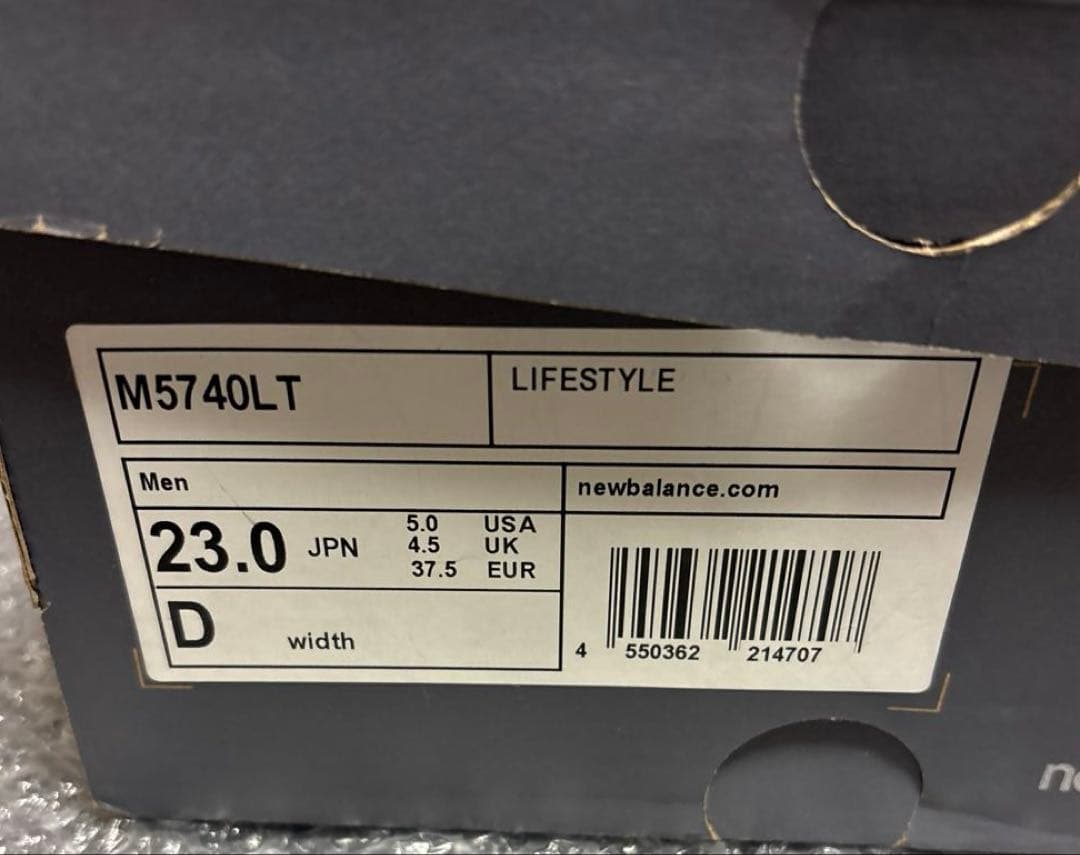 M5740LT
LIFESTYLE
Men
newbalance.com
23.0 JPN
5.0 USA
4.5 UK
37.5 EUR
D width
4 550362 214707